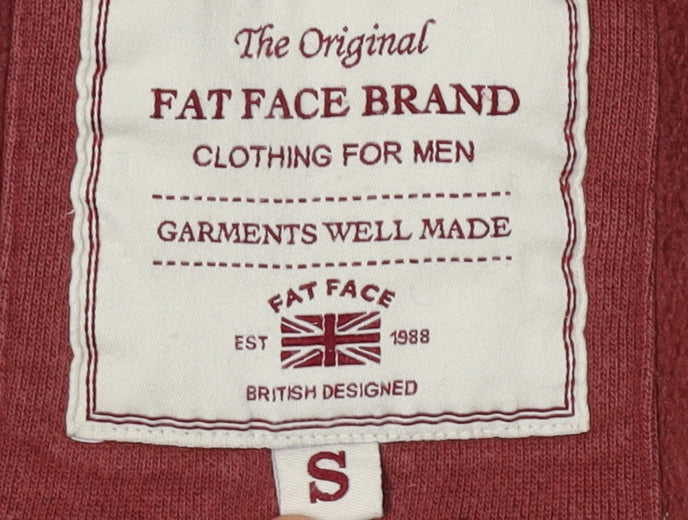 The Original
FAT FACE BRAND
CLOTHING FOR MEN
GARMENTS WELL MADE
FAT FACE
EST 1988
BRITISH DESIGNED
S